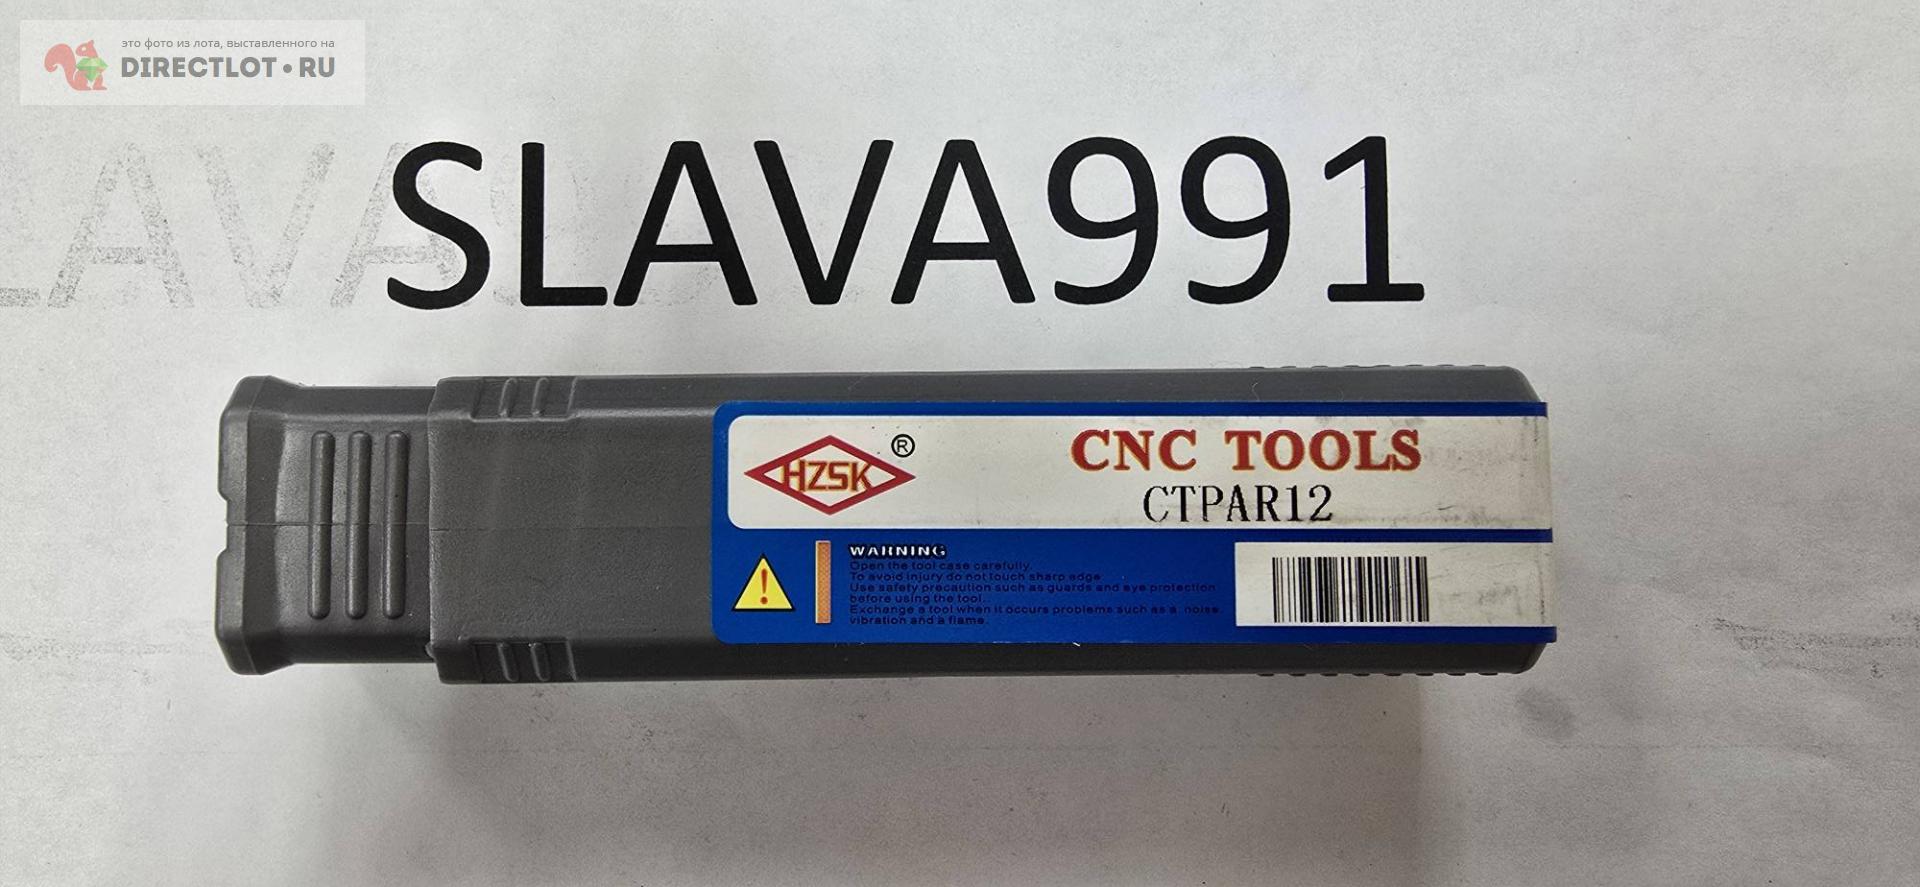 это фото из лота, выставленного на
DIRECTLOT•RU
SLAVA991
HZSK ®
CNC TOOLS
CTPAR12
WARNING
Open the tool case carefully.
To avoid injury do not touch sharp edge
Use safety precaution such as guards and eye protection
before using the tool..
Exchange a tool when it occurs problems such as a noise
vibration and a flame.